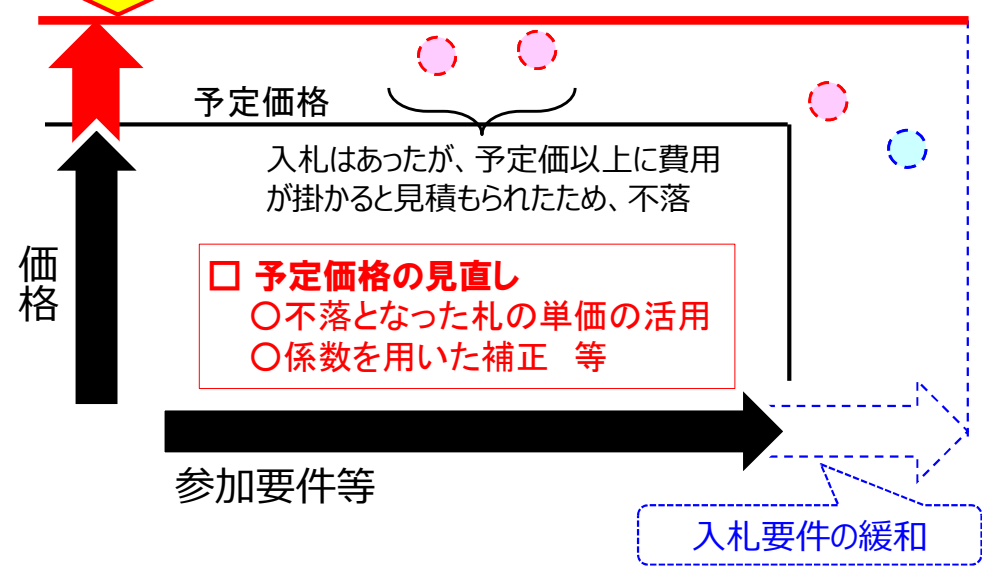 予定価格
入札はあったが、予定価以上に費用
が掛かると見積もられたため、不落
価格
□ 予定価格の見直し
○不落となった札の単価の活用
○係数を用いた補正　等
参加要件等
入札要件の緩和